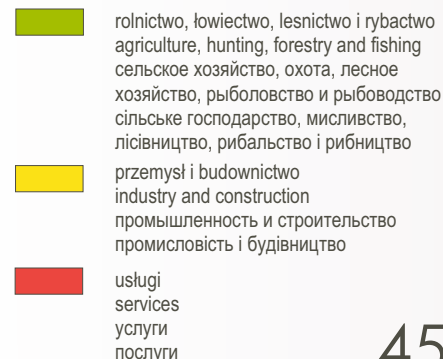 rolnictwo, łowiectwo, lesnictwo i rybactwo
agriculture, hunting, forestry and fishing
сельское хозяйство, охота, лесное
хозяйство, рыболовство и рыбоводство
сільське господарство, мисливство,
лісівництво, рибальство і рибництво
przemysł i budownictwo
industry and construction
промышленность и строительство
промисловість і будівництво
usługi
services
услуги
послуги
45